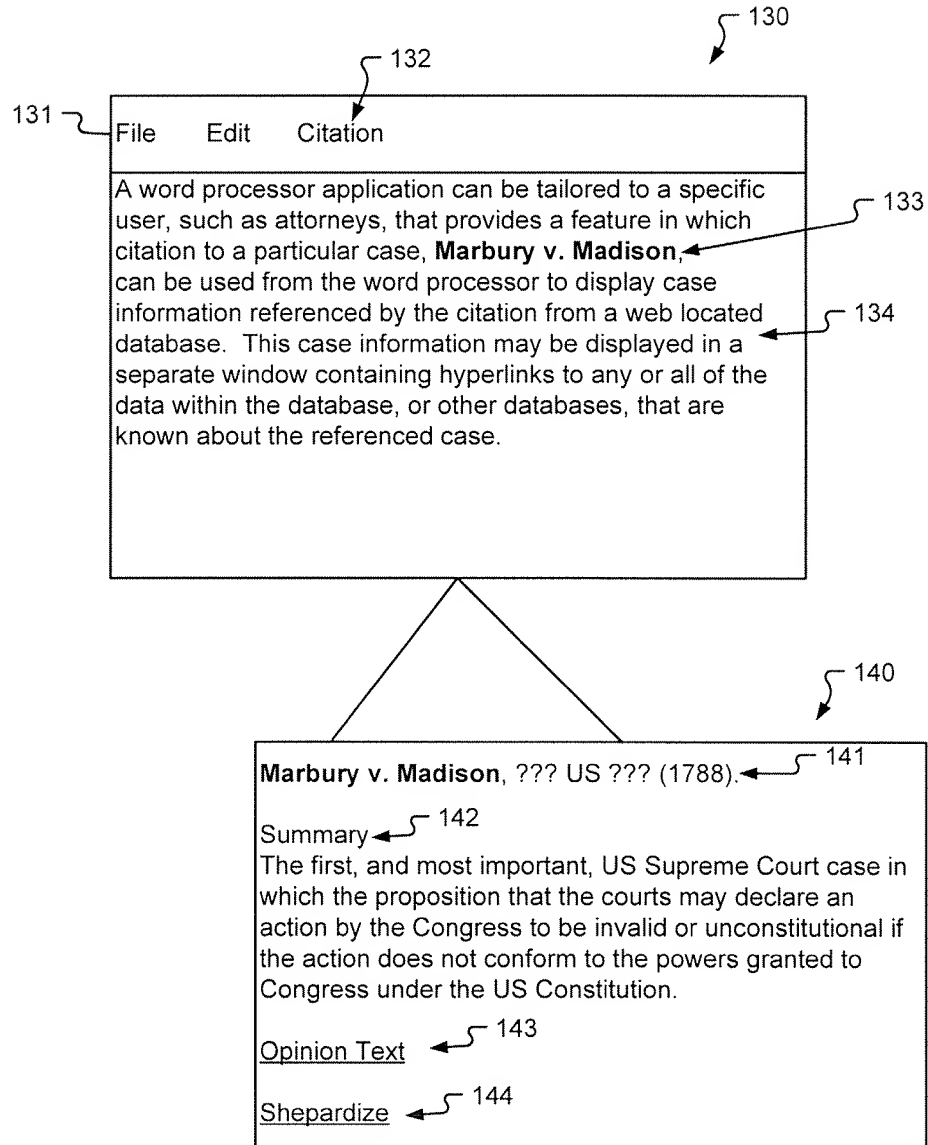 130
132
131
File Edit Citation
A word processor application can be tailored to a specific
user, such as attorneys, that provides a feature in which
133
citation to a particular case, Marbury v. Madison,
can be used from the word processor to display case
information referenced by the citation from a web located
134
database. This case information may be displayed in a
separate window containing hyperlinks to any or all of the
data within the database, or other databases, that are
known about the referenced case.
140
141
Marbury v. Madison, ??? US ??? (1788).
142
Summary
The first, and most important, US Supreme Court case in
which the proposition that the courts may declare an
action by the Congress to be invalid or unconstitutional if
the action does not conform to the powers granted to
Congress under the US Constitution.
143
Opinion Text
144
Shepardize